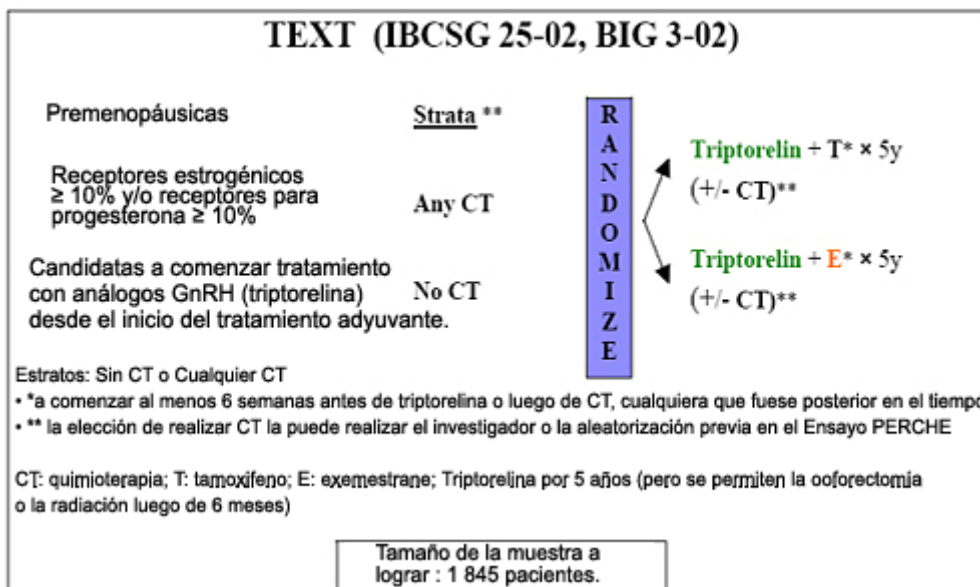 TEXT (IBCSG 25-02, BIG 3-02)
Premenopáusicas
Receptores estrogénicos
≥ 10% y/o receptores para
progesterona ≥ 10%
Candidatas a comenzar tratamiento
con análogos GnRH (triptorelina)
desde el inicio del tratamiento adyuvante.
Strata **
Any CT
No CT
RANDOMIZE
Triptorelin + T* × 5y
(+/- CT)**
Triptorelin + E* × 5y
(+/- CT)**
Estratos: Sin CT o Cualquier CT
• *a comenzar al menos 6 semanas antes de triptorelina o luego de CT, cualquiera que fuese posterior en el tiempo
• ** la elección de realizar CT la puede realizar el investigador o la aleatorización previa en el Ensayo PERCHE
CT: quimioterapia; T: tamoxifeno; E: exemestrane; Triptorelina por 5 años (pero se permiten la ooforectomía
o la radiación luego de 6 meses)
Tamaño de la muestra a
lograr : 1 845 pacientes.